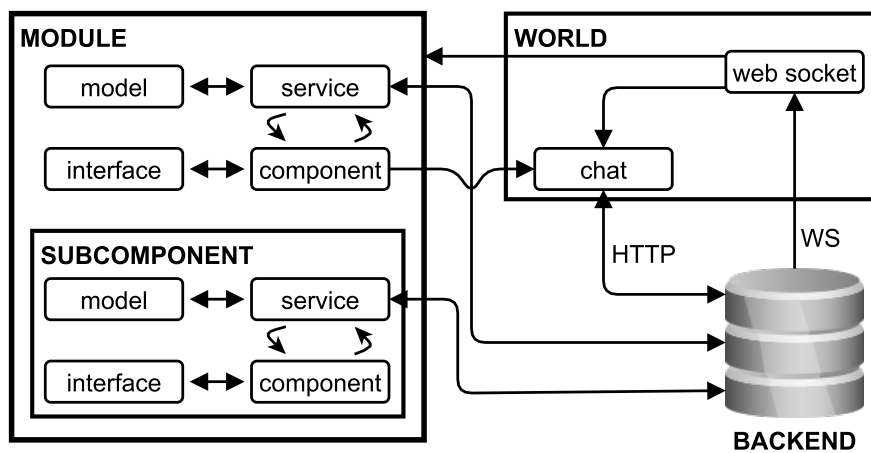 MODULE
model
service
interface
component
SUBCOMPONENT
model
service
interface
component
WORLD
web socket
chat
HTTP
WS
BACKEND